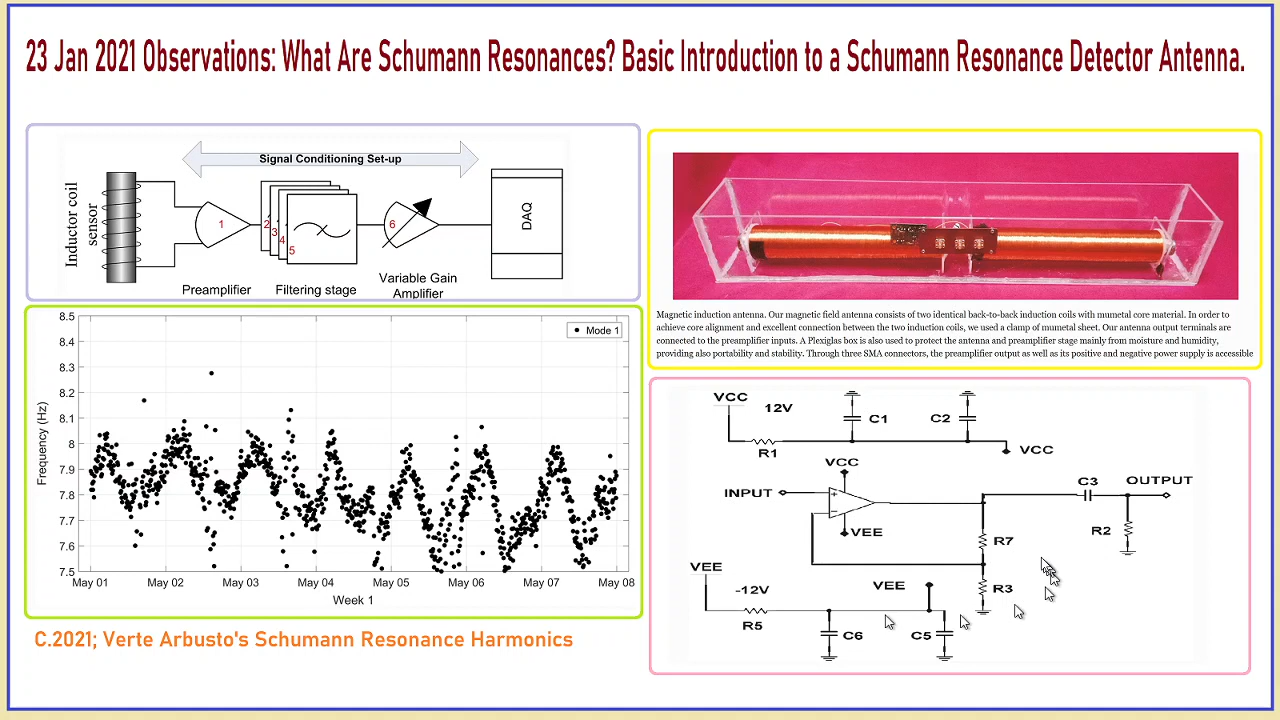 23 Jan 2021 Observations: What Are Schumann Resonances? Basic Introduction to a Schumann Resonance Detector Antenna.
Signal Conditioning Set-up
Inductor coil
sensor
1
2
3
4
5
6
DAQ
Preamplifier
Filtering stage
Variable Gain
Amplifier
Magnetic induction antenna. Our magnetic field antenna consists of two identical back-to-back induction coils with mumetal core material. In order to
achieve core alignment and excellent connection between the two induction coils, we used a clamp of mumetal sheet. Our antenna output terminals are
connected to the preamplifier inputs. A Plexiglas box is also used to protect the antenna and preamplifier stage mainly from moisture and humidity,
providing also portability and stability. Through three SMA connectors, the preamplifier output as well as its positive and negative power supply is accessible
8.5
8.4
8.3
8.2
8.1
8
7.9
7.8
7.7
7.6
7.5
Frequency (Hz)
Mode 1
May 01
May 02
May 03
May 04
May 05
May 06
May 07
May 08
Week 1
VCC
12V
C1
C2
R1
VCC
VCC
INPUT
+
−
VEE
C3
OUTPUT
R2
R7
VEE
-12V
VEE
R3
R5
C6
C5
C.2021; Verte Arbusto's Schumann Resonance Harmonics